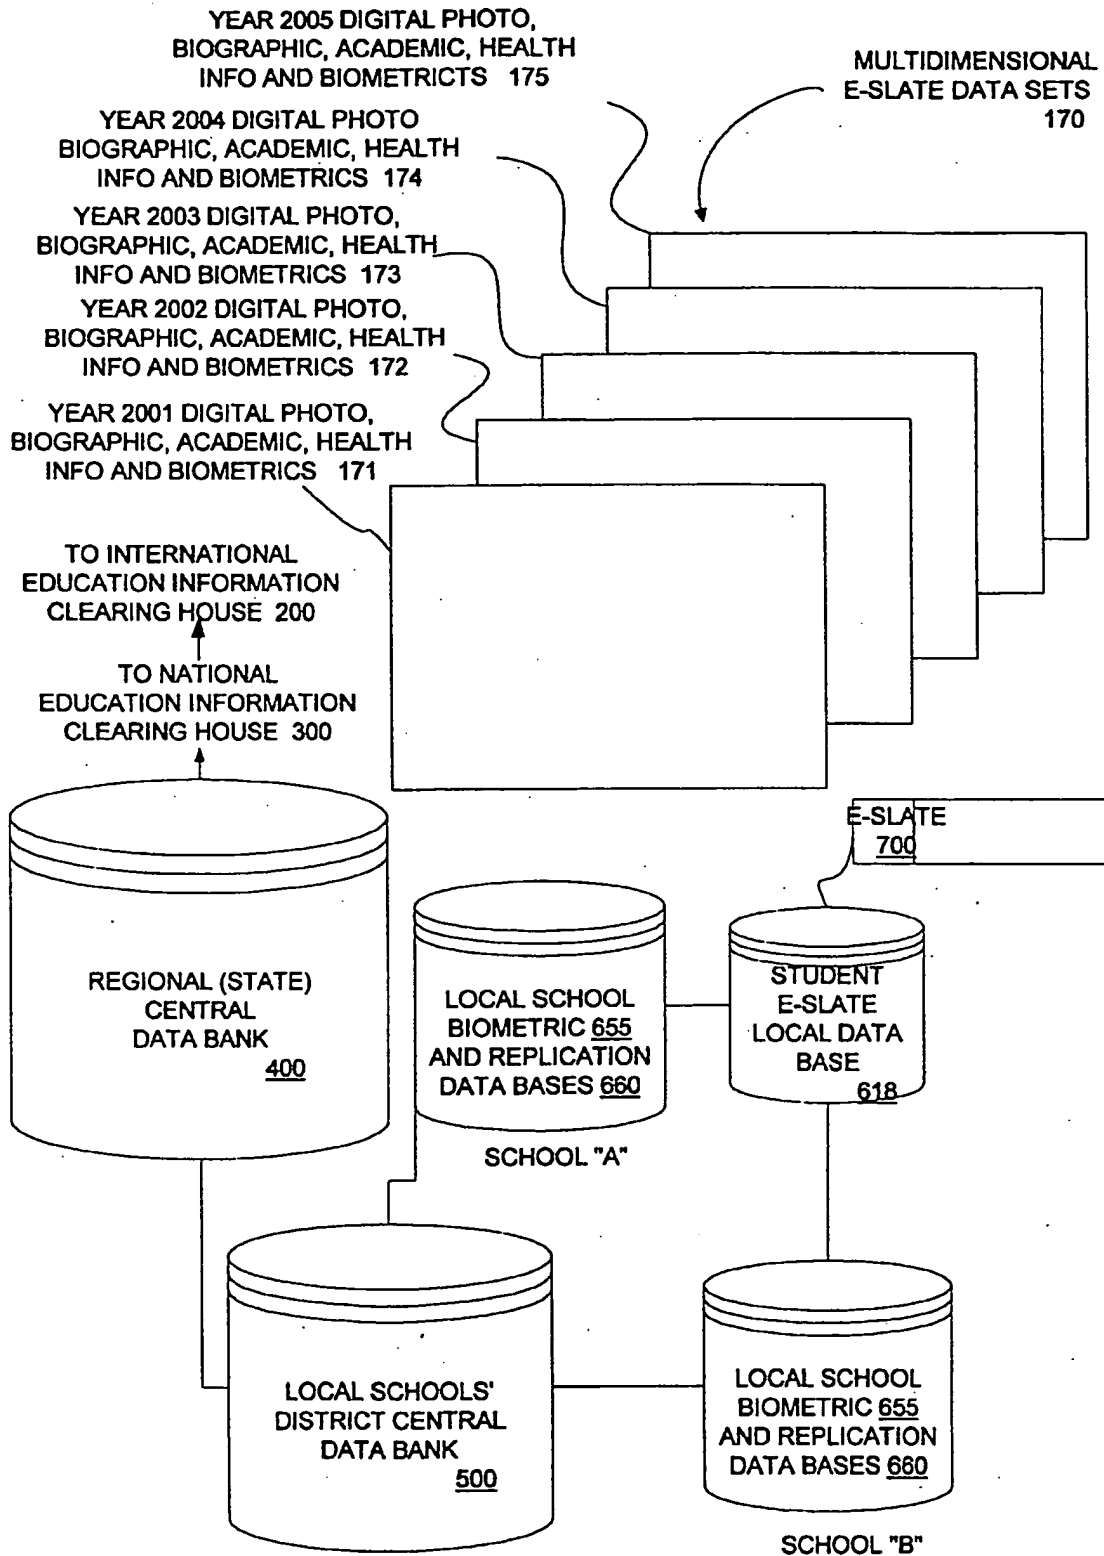 YEAR 2005 DIGITAL PHOTO,
BIOGRAPHIC, ACADEMIC, HEALTH
INFO AND BIOMETRICTS 175
MULTIDIMENSIONAL
E-SLATE DATA SETS
170
YEAR 2004 DIGITAL PHOTO
BIOGRAPHIC, ACADEMIC, HEALTH
INFO AND BIOMETRICS 174
YEAR 2003 DIGITAL PHOTO,
BIOGRAPHIC, ACADEMIC, HEALTH
INFO AND BIOMETRICS 173
YEAR 2002 DIGITAL PHOTO,
BIOGRAPHIC, ACADEMIC, HEALTH
INFO AND BIOMETRICS 172
YEAR 2001 DIGITAL PHOTO,
BIOGRAPHIC, ACADEMIC, HEALTH
INFO AND BIOMETRICS 171
TO INTERNATIONAL
EDUCATION INFORMATION
CLEARING HOUSE 200
TO NATIONAL
EDUCATION INFORMATION
CLEARING HOUSE 300
E-SLATE
700
REGIONAL (STATE)
CENTRAL
DATA BANK
400
LOCAL SCHOOL
BIOMETRIC 655
AND REPLICATION
DATA BASES 660
SCHOOL "A"
STUDENT
E-SLATE
LOCAL DATA
BASE
618
LOCAL SCHOOLS'
DISTRICT CENTRAL
DATA BANK
500
LOCAL SCHOOL
BIOMETRIC 655
AND REPLICATION
DATA BASES 660
SCHOOL "B"